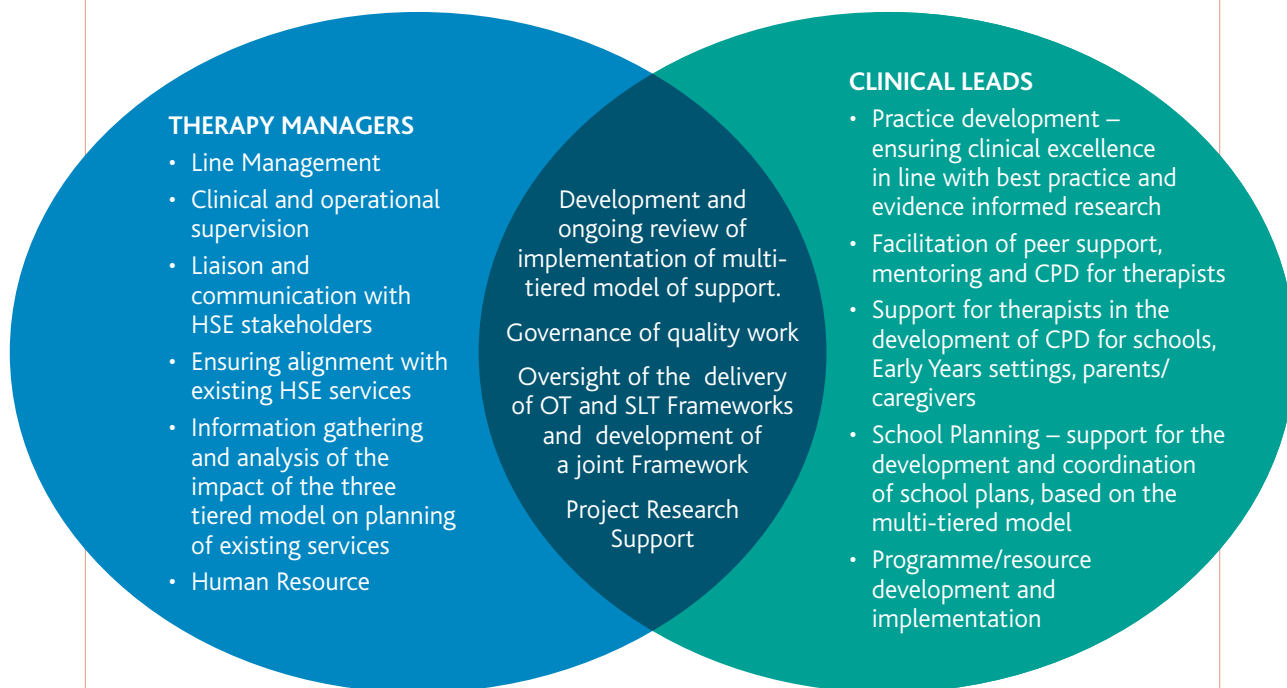 THERAPY MANAGERS
• Line Management
• Clinical and operational
supervision
• Liaison and
communication with
HSE stakeholders
• Ensuring alignment with
existing HSE services
• Information gathering
and analysis of the
impact of the three
tiered model on planning
of existing services
• Human Resource
Development and
ongoing review of
implementation of multi-
tiered model of support.
Governance of quality work
Oversight of the delivery
of OT and SLT Frameworks
and development of
a joint Framework
Project Research
Support
CLINICAL LEADS
• Practice development –
ensuring clinical excellence
in line with best practice and
evidence informed research
• Facilitation of peer support,
mentoring and CPD for therapists
• Support for therapists in the
development of CPD for schools,
Early Years settings, parents/
caregivers
• School Planning – support for the
development and coordination
of school plans, based on the
multi-tiered model
• Programme/resource
development and
implementation